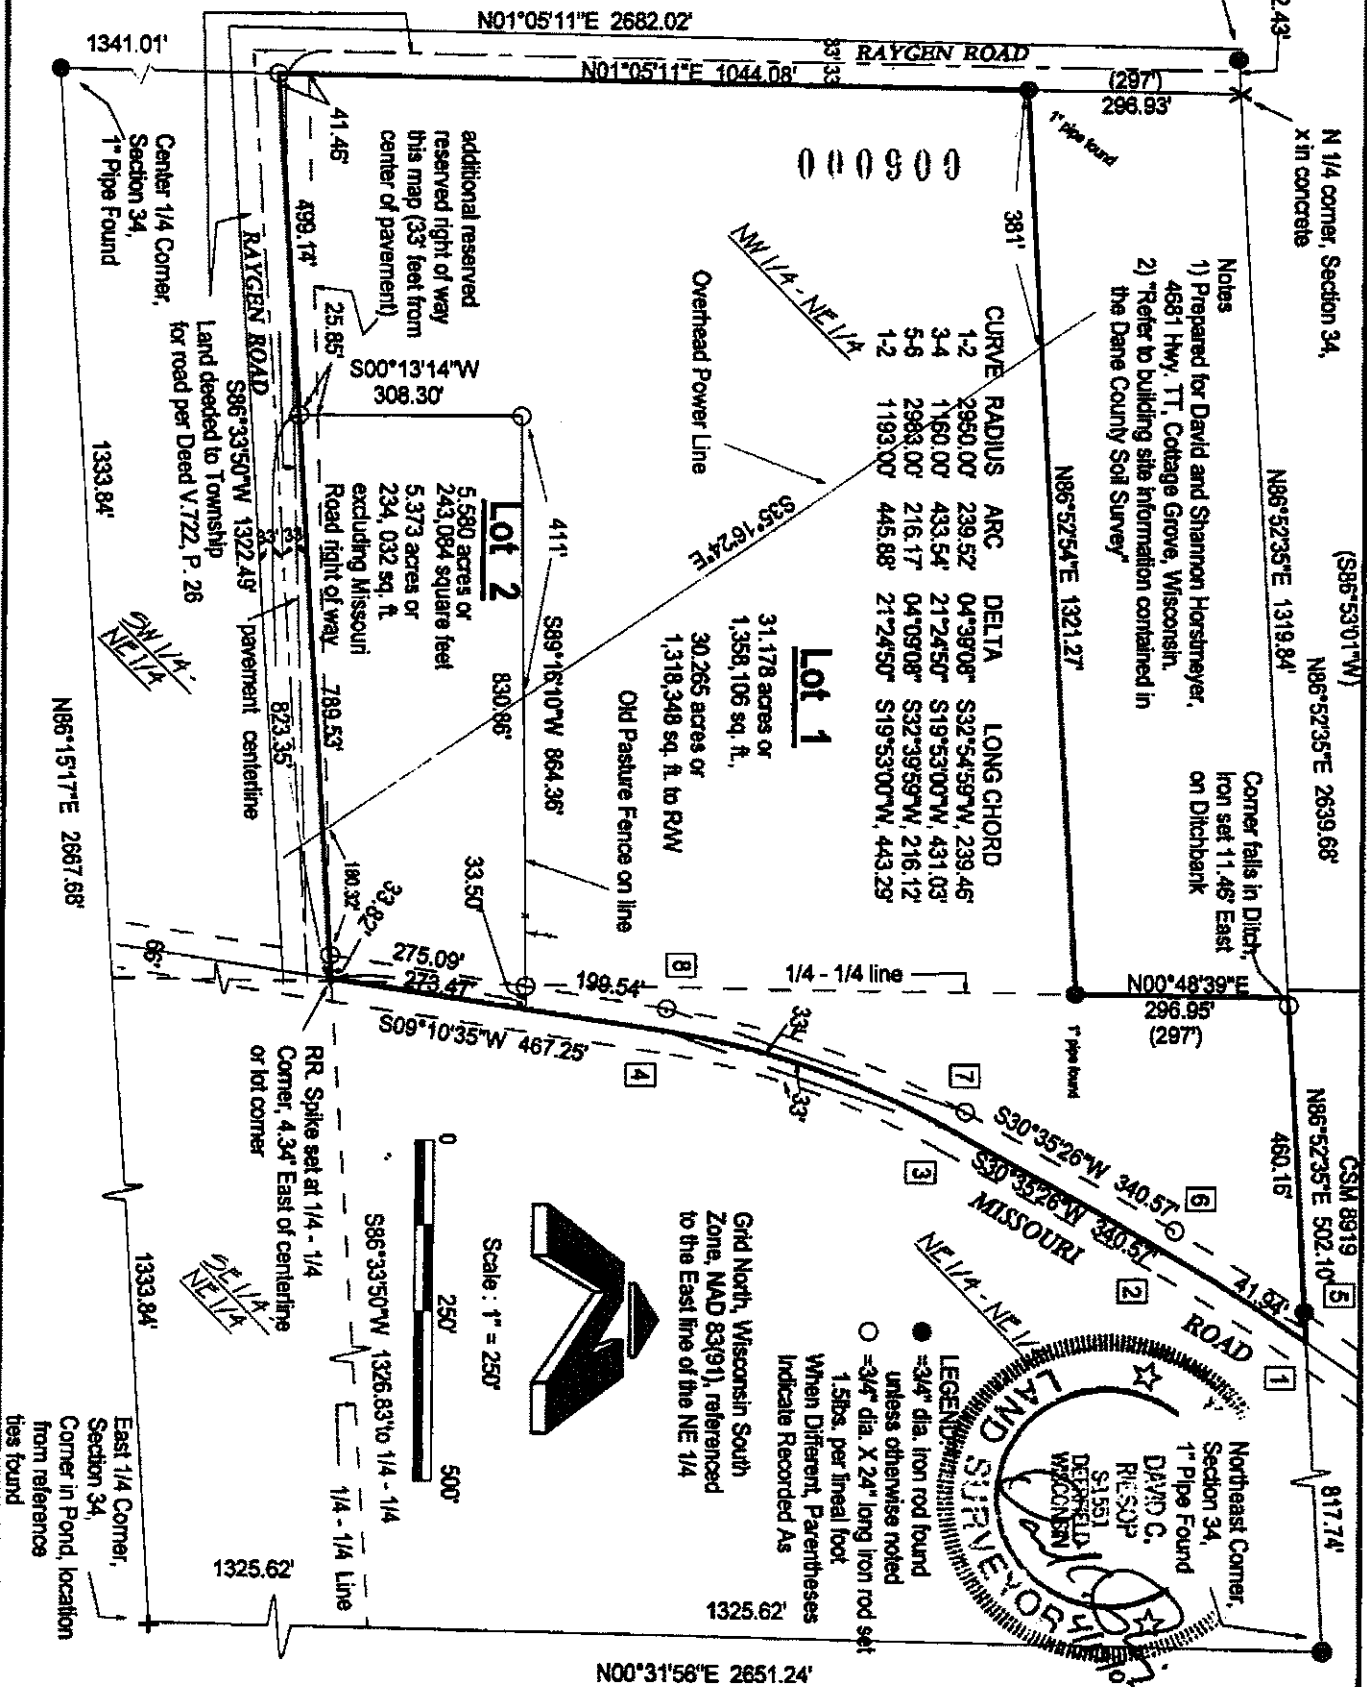 N 1/4 corner, Section 34,
x in concrete
2.43'
(S86°53'01"W)
N86°52'35"E 2639.68'
N86°52'35"E 1319.84'
CSM 8919
N86°52'35"E 502.10'
460.16'
817.74'
Northeast Corner,
Section 34,
1" Pipe Found
Notes
1) Prepared for David and Shannon Horstmeyer,
4681 Hwy. TT, Cottage Grove, Wisconsin.
2) "Refer to building site information contained in
the Dane County Soil Survey"
Corner falls in Ditch,
Iron set 11.46' East
on Ditchbank
(297')
296.93'
1" pipe found
N00°48'39"E
296.95'
(297')
1" pipe found
381'
N86°52'54"E 1321.27'
000900
NW 1/4 - NE 1/4
CURVE RADIUS ARC DELTA LONG CHORD
1-2 2950.00' 239.52' 04°39'08" S32°54'59"W, 239.46'
3-4 1160.00' 433.54' 21°24'50" S19°53'00"W, 431.03'
5-6 2983.00' 216.17' 04°09'08" S32°39'59"W, 216.12'
1-2 1193.00' 445.88' 21°24'50" S19°53'00"W, 443.29'
Overhead Power Line
S35°16'24"E
Lot 1
31.178 acres or
1,358,106 sq. ft.,
30.265 acres or
1,318,348 sq. ft. to R/W
Old Pasture Fence on line
1/4 - 1/4 line
N01°05'11"E 2682.02'
RAYGEN ROAD
33' 33'
N01°05'11"E 1044.08'
1341.01'
41.46'
additional reserved
reserved right of way
this map (33' feet from
center of pavement)
499.17'
25.85'
S00°13'14"W
308.30'
411'
S89°16'10"W 864.36'
830.86'
33.50'
Lot 2
5.580 acres or
243,084 square feet
5.373 acres or
234, 032 sq. ft.
excluding Missouri
Road right of way
789.53'
180.32'
33.82'
275.09'
273.47'
199.54'
S09°10'35"W 467.25'
RAYGEN ROAD
S86°33'50"W 1322.49'
33'
pavement centerline
823.35'
Land deeded to Township
for road per Deed V.722, P. 26
Center 1/4 Corner,
Section 34,
1" Pipe Found
1333.84'
N86°15'17"E 2667.68'
SW 1/4 -
NE 1/4
66'
8
4
7
3
6
2
5
1
33'
33'
S30°35'26"W 340.57'
S30°35'26"W 340.57'
41.94'
MISSOURI
ROAD
NE 1/4 - NE 1/
LEGEND
● =3/4" dia. iron rod found
unless otherwise noted
○ =3/4" dia. X 24" long iron rod set
1.5lbs. per lineal foot
When Different, Parentheses
Indicate Recorded As
LAND SURVEYOR
DAVID C.
RIESOP
S-1551
DEERFIELD
WISCONSIN
Grid North, Wisconsin South
Zone, NAD 83(91), referenced
to the East line of the NE 1/4
Scale : 1" = 250'
0 250' 500'
RR. Spike set at 1/4 - 1/4
Corner, 4.34' East of centerline
or lot corner
S86°33'50"W 1326.83'to 1/4 - 1/4
1/4 - 1/4 Line
SE 1/4
NE 1/4
1333.84'
1325.62'
1325.62'
N00°31'56"E 2651.24'
East 1/4 Corner,
Section 34,
Corner in Pond, location
from reference
ties found